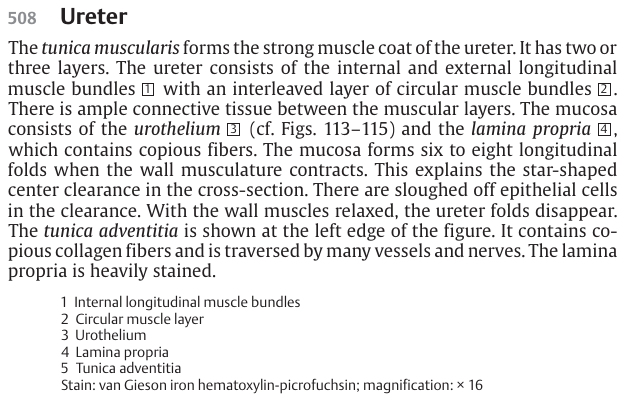 508 Ureter
The tunica muscularis forms the strong muscle coat of the ureter. It has two or
three layers. The ureter consists of the internal and external longitudinal
muscle bundles 1 with an interleaved layer of circular muscle bundles 2.
There is ample connective tissue between the muscular layers. The mucosa
consists of the urothelium 3 (cf. Figs. 113–115) and the lamina propria 4,
which contains copious fibers. The mucosa forms six to eight longitudinal
folds when the wall musculature contracts. This explains the star-shaped
center clearance in the cross-section. There are sloughed off epithelial cells
in the clearance. With the wall muscles relaxed, the ureter folds disappear.
The tunica adventitia is shown at the left edge of the figure. It contains co-
pious collagen fibers and is traversed by many vessels and nerves. The lamina
propria is heavily stained.
1 Internal longitudinal muscle bundles
2 Circular muscle layer
3 Urothelium
4 Lamina propria
5 Tunica adventitia
Stain: van Gieson iron hematoxylin-picrofuchsin; magnification: × 16